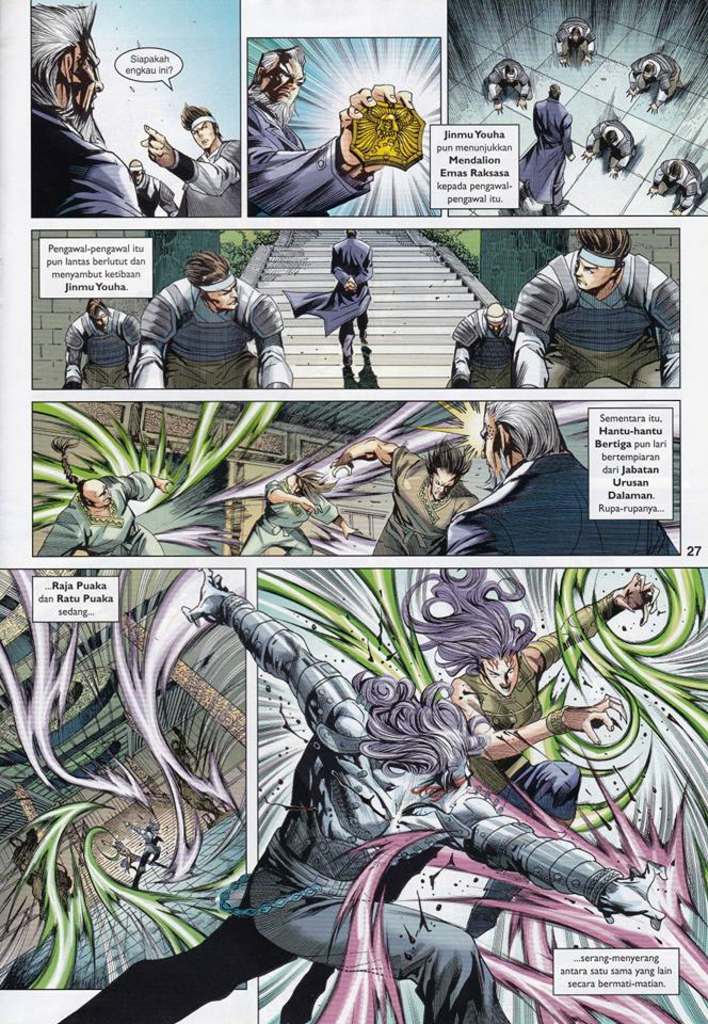 Siapakah
engkau ini?
Jinmu Youha
pun menunjukkan
Mendalion
Emas Raksasa
kepada pengawal-
pengawal itu.
Pengawal-pengawal itu
pun lantas berlutut dan
menyambut ketibaan
Jinmu Youha.
Sementara itu,
Hantu-hantu
Bertiga pun lari
bertempiaran
dari Jabatan
Urusan
Dalaman.
Rupa-rupanya...
27
...Raja Puaka
dan Ratu Puaka
sedang...
...serang-menyerang
antara satu sama yang lain
secara bermati-matian.